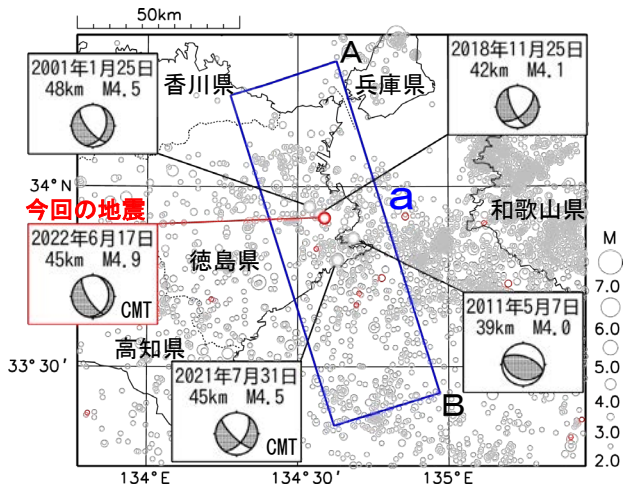 50km
A
2001年1月25日
48km M4.5
香川県
兵庫県
2018年11月25日
42km M4.1
34°N
今回の地震
a
和歌山県
2022年6月17日
45km M4.9
CMT
徳島県
M
7.0
6.0
5.0
4.0
3.0
2.0
2011年5月7日
39km M4.0
33°30′
高知県
2021年7月31日
45km M4.5
CMT
B
134°E
134°30′
135°E